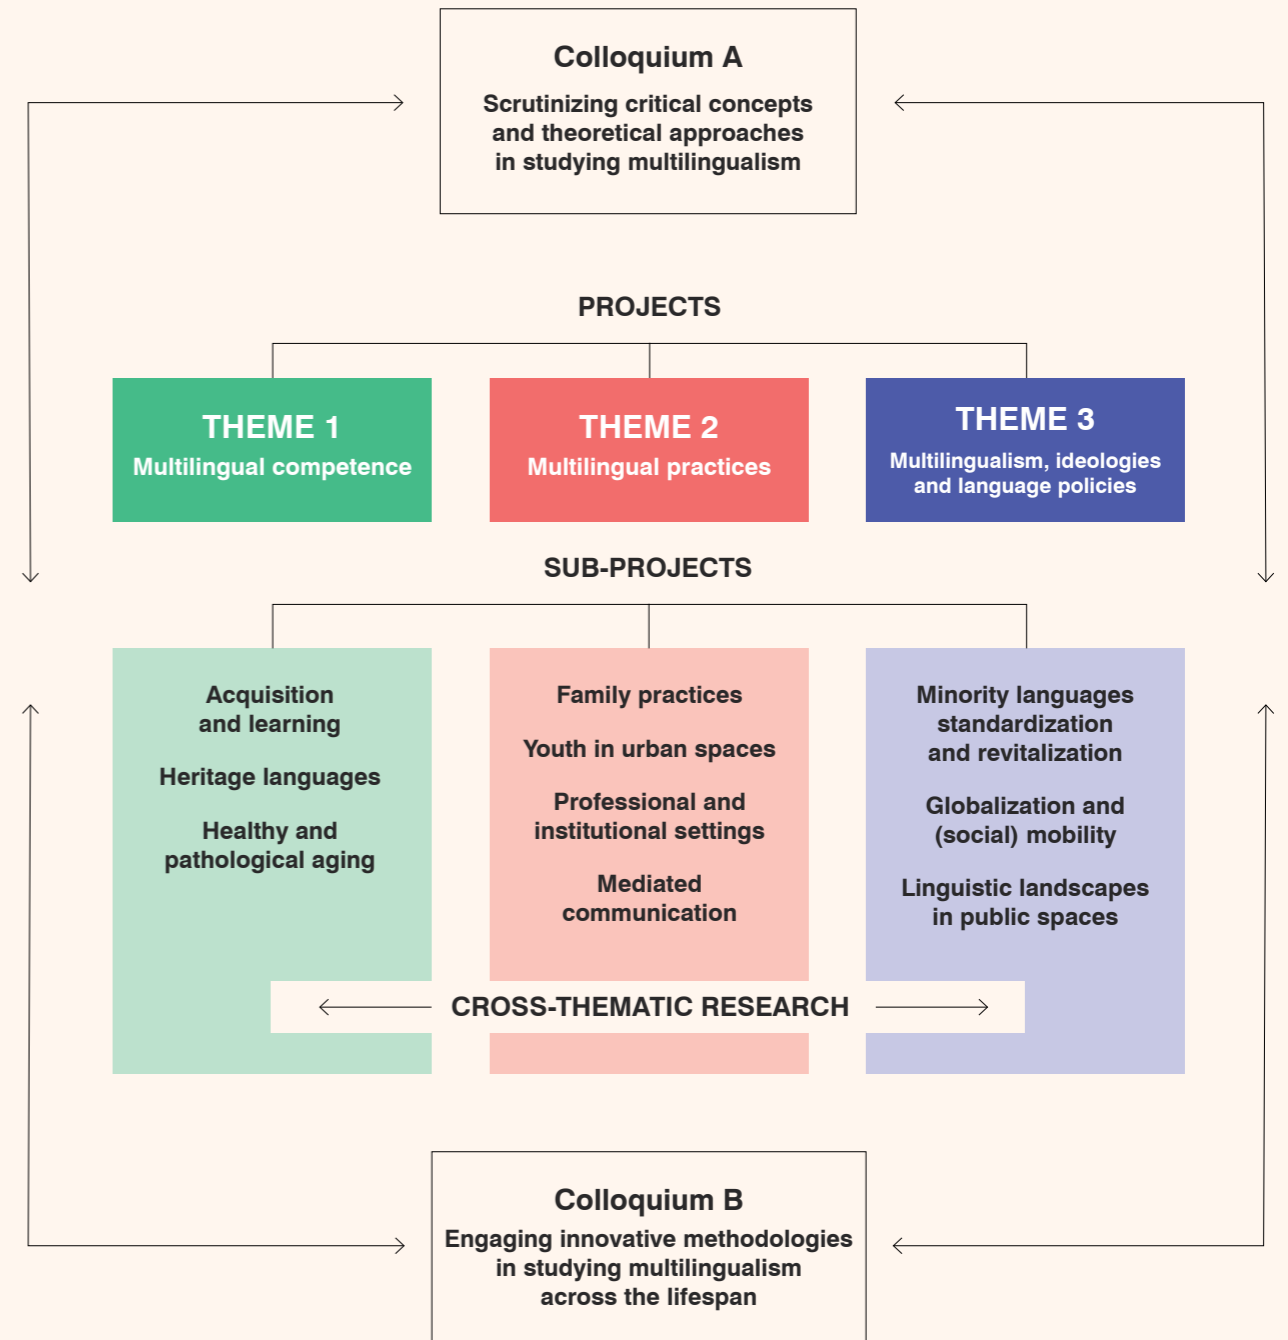 Colloquium A
Scrutinizing critical concepts
and theoretical approaches
in studying multilingualism
PROJECTS
THEME 1
Multilingual competence
THEME 2
Multilingual practices
THEME 3
Multilingualism, ideologies
and language policies
SUB-PROJECTS
Acquisition
and learning
Heritage languages
Healthy and
pathological aging
Family practices
Youth in urban spaces
Professional and
institutional settings
Mediated
communication
Minority languages
standardization
and revitalization
Globalization and
(social) mobility
Linguistic landscapes
in public spaces
CROSS-THEMATIC RESEARCH
Colloquium B
Engaging innovative methodologies
in studying multilingualism
across the lifespan